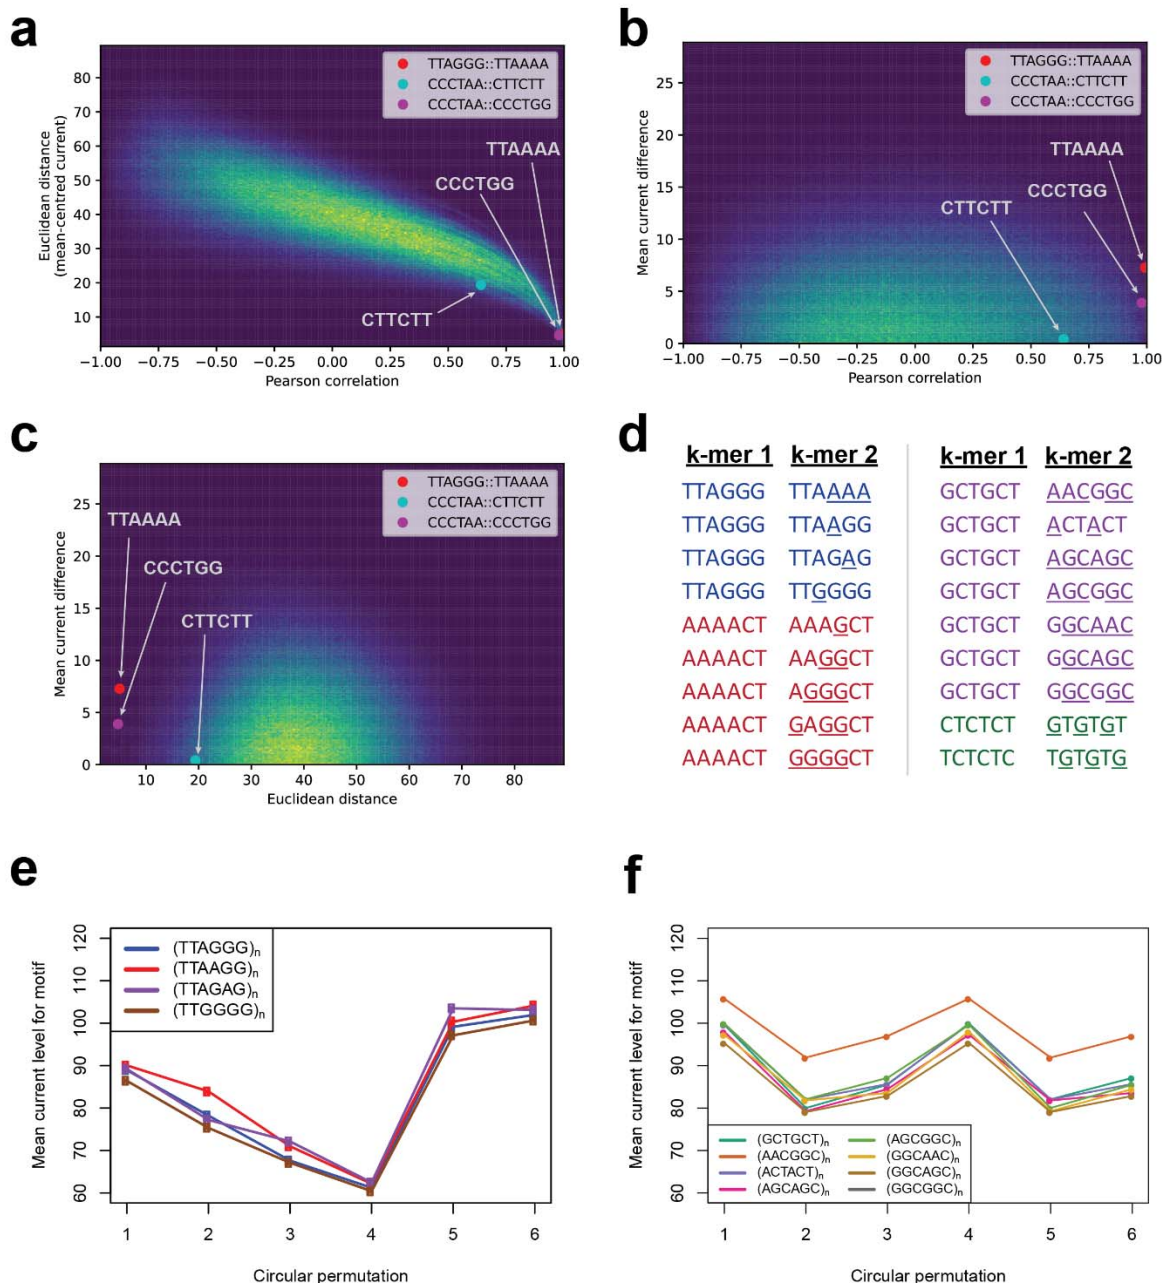 a
80
70
60
50
40
30
20
10
Euclidean distance
(mean-centred current)
TTAGGG::TTAAAA
CCCTAA::CTTCTT
CCCTAA::CCCTGG
TTAAAA
CCCTGG
CTTCTT
−1.00 −0.75 −0.50 −0.25 0.00 0.25 0.50 0.75 1.00
Pearson correlation
b
25
20
15
10
5
0
Mean current difference
TTAGGG::TTAAAA
CCCTAA::CTTCTT
CCCTAA::CCCTGG
TTAAAA
CCCTGG
CTTCTT
−1.00 −0.75 −0.50 −0.25 0.00 0.25 0.50 0.75 1.00
Pearson correlation
c
25
20
15
10
5
0
Mean current difference
TTAGGG::TTAAAA
CCCTAA::CTTCTT
CCCTAA::CCCTGG
TTAAAA
CCCTGG
CTTCTT
10 20 30 40 50 60 70 80
Euclidean distance
d
k-mer 1 k-mer 2 k-mer 1 k-mer 2
TTAGGG TTAAAA GCTGCT AACGGC
TTAGGG TTAAGG GCTGCT ACTACT
TTAGGG TTAGAG GCTGCT AGCAGC
TTAGGG TTGGGG GCTGCT AGCGGC
AAAACT AAAGCT GCTGCT GGCAAC
AAAACT AAGGCT GCTGCT GGCAGC
AAAACT AGGGCT GCTGCT GGCGGC
AAAACT GAGGCT CTCTCT GTGTGT
AAAACT GGGGCT TCTCTC TGTGTG
e
120
110
100
90
80
70
60
Mean current level for motif
(TTAGGG)n
(TTAAGG)n
(TTAGAG)n
(TTGGGG)n
1 2 3 4 5 6
Circular permutation
f
120
110
100
90
80
70
60
Mean current level for motif
(GCTGCT)n (AGCGGC)n
(AACGGC)n (GGCAAC)n
(ACTACT)n (GGCAGC)n
(AGCAGC)n (GGCGGC)n
1 2 3 4 5 6
Circular permutation